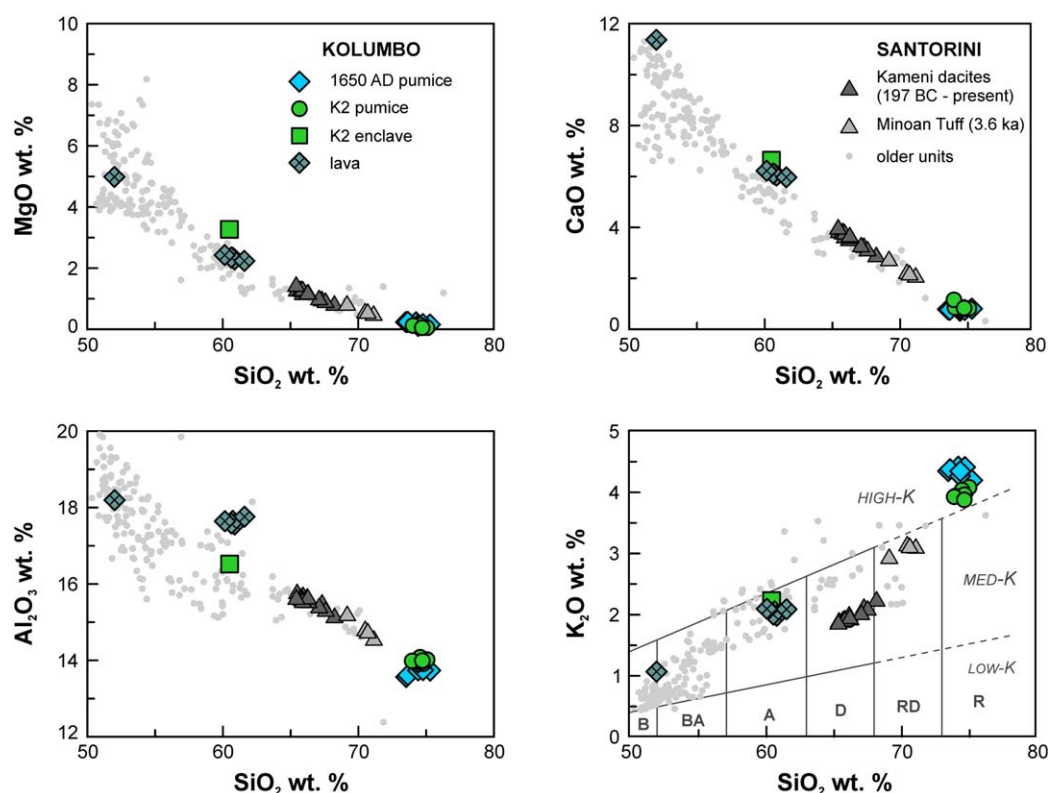 10
8
6
4
2
0
MgO wt. %
50
60
70
80
SiO2 wt. %
KOLUMBO
1650 AD pumice
K2 pumice
K2 enclave
lava
12
8
4
0
CaO wt. %
50
60
70
80
SiO2 wt. %
SANTORINI
Kameni dacites
(197 BC - present)
Minoan Tuff (3.6 ka)
older units
20
18
16
14
12
Al2O3 wt. %
50
60
70
80
SiO2 wt. %
5
4
3
2
1
0
K2O wt. %
HIGH-K
MED-K
LOW-K
B
BA
A
D
RD
R
50
60
70
80
SiO2 wt. %